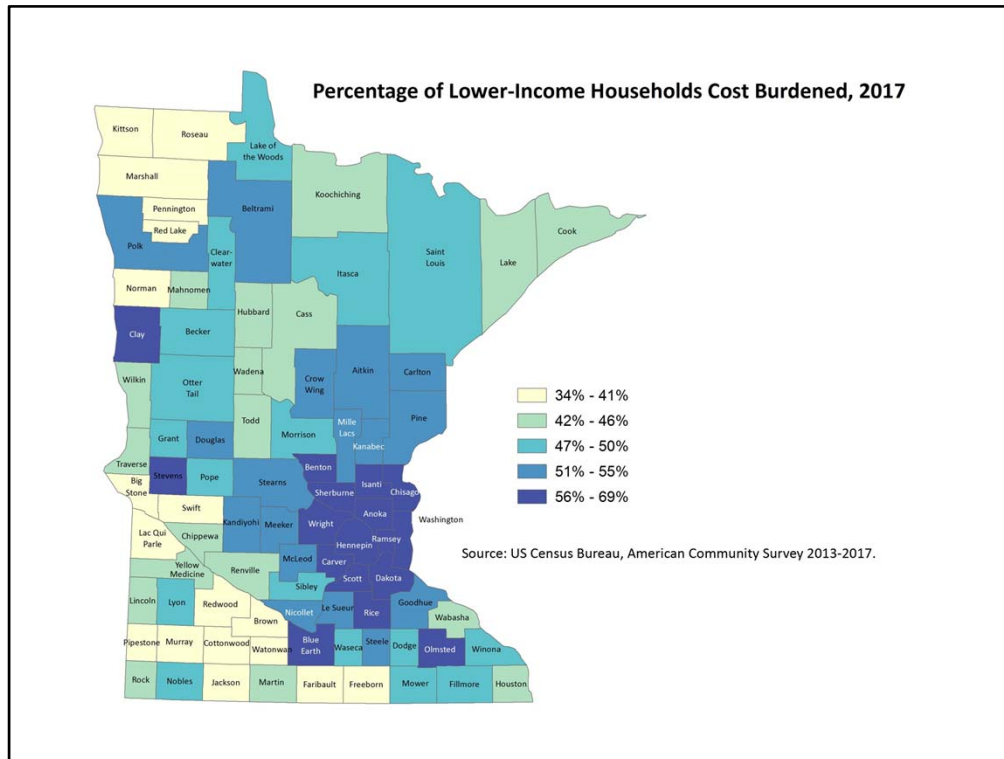 Percentage of Lower-Income Households Cost Burdened, 2017
Kittson
Roseau
Lake of
the Woods
Marshall
Koochiching
Pennington
Beltrami
Red Lake
Polk
Clear-
water
Saint
Louis
Cook
Lake
Itasca
Norman
Mahnomen
Hubbard
Cass
Clay
Becker
Wilkin
Otter
Tail
Wadena
Crow
Wing
Aitkin
Carlton
34% - 41%
42% - 46%
47% - 50%
51% - 55%
56% - 69%
Todd
Mille
Lacs
Pine
Grant
Douglas
Morrison
Kanabec
Traverse
Stevens
Pope
Stearns
Benton
Isanti
Big
Stone
Sherburne
Chisago
Swift
Anoka
Washington
Kandiyohi
Meeker
Wright
Lac Qui
Parle
Chippewa
Hennepin
Ramsey
Source: US Census Bureau, American Community Survey 2013-2017.
Yellow
Medicine
Renville
McLeod
Carver
Scott
Dakota
Sibley
Lincoln
Lyon
Redwood
Nicollet
Le Sueur
Rice
Goodhue
Wabasha
Brown
Pipestone
Murray
Cottonwood
Watonwan
Blue
Earth
Waseca
Steele
Dodge
Olmsted
Winona
Rock
Nobles
Jackson
Martin
Faribault
Freeborn
Mower
Fillmore
Houston